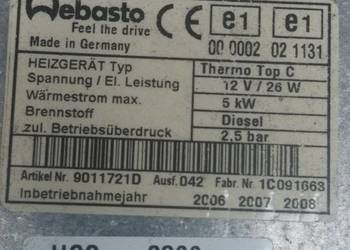 Webasto
Feel the drive
Made in Germany
e1 e1
00 0002 02 1131
HEIZGERÄT Typ Thermo Top C
Spannung / El. Leistung 12 V / 26 W
Wärmestrom max. 5 kW
Brennstoff Diesel
zul. Betriebsüberdruck 2,5 bar
Artikel Nr. 9011721D Ausf. 042 Fabr. Nr. 1C091663
Inbetriebnahmejahr 2006 2007 2008